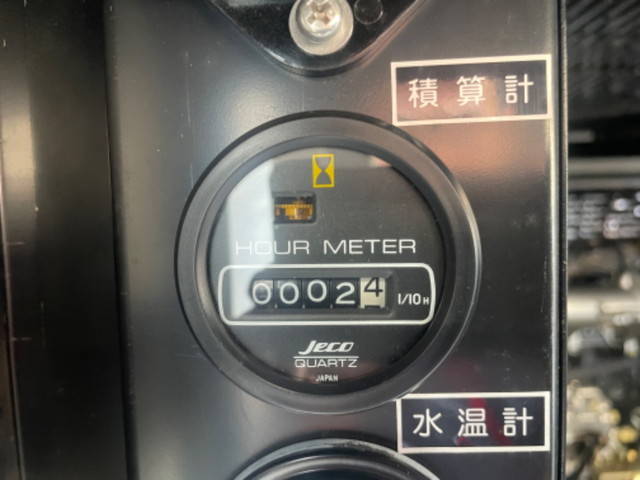 積算計
HOUR METER
00024 1/10H
Jeco
QUARTZ
JAPAN
水温計